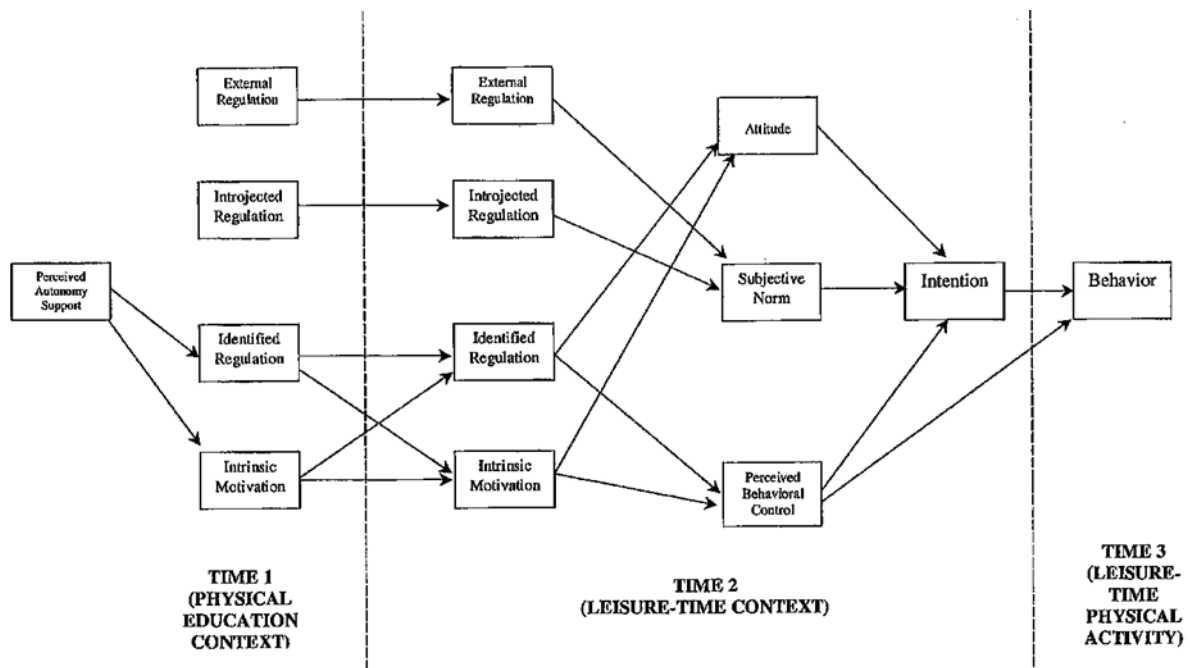 External
Regulation
External
Regulation
Attitude
Introjected
Regulation
Introjected
Regulation
Perceived
Autonomy
Support
Subjective
Norm
Intention
Behavior
Identified
Regulation
Identified
Regulation
Intrinsic
Motivation
Intrinsic
Motivation
Perceived
Behavioral
Control
TIME 1
(PHYSICAL
EDUCATION
CONTEXT)
TIME 2
(LEISURE-TIME CONTEXT)
TIME 3
(LEISURE-
TIME
PHYSICAL
ACTIVITY)